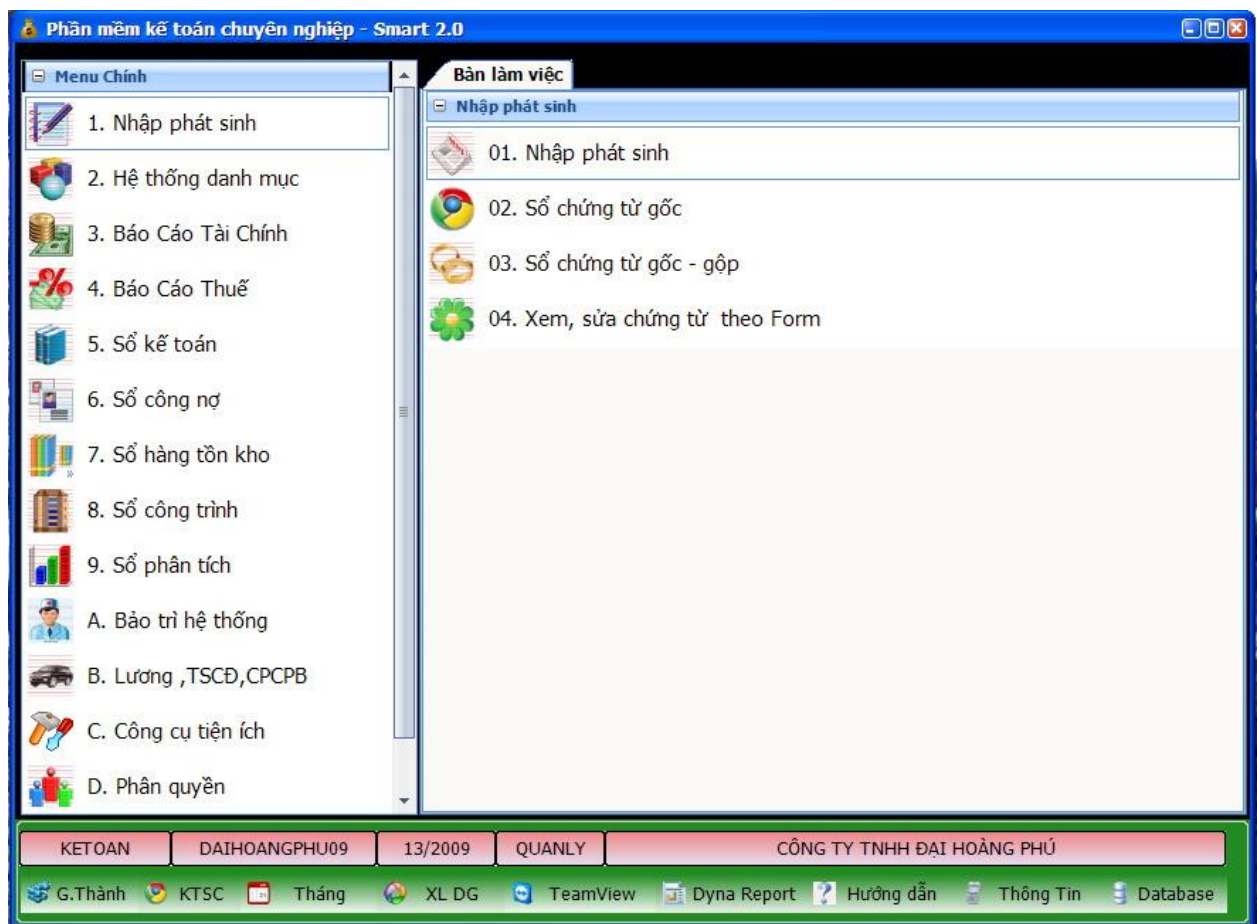 Phần mềm kế toán chuyên nghiệp - Smart 2.0
Menu Chính
1. Nhập phát sinh
2. Hệ thống danh mục
3. Báo Cáo Tài Chính
4. Báo Cáo Thuế
5. Sổ kế toán
6. Sổ công nợ
7. Sổ hàng tồn kho
8. Sổ công trình
9. Sổ phân tích
A. Bảo trì hệ thống
B. Lương ,TSCĐ,CPCPB
C. Công cụ tiện ích
D. Phân quyền
Bàn làm việc
Nhập phát sinh
01. Nhập phát sinh
02. Sổ chứng từ gốc
03. Sổ chứng từ gốc - gộp
04. Xem, sửa chứng từ theo Form
KETOAN DAIHOANGPHU09 13/2009 QUANLY CÔNG TY TNHH ĐẠI HOÀNG PHÚ
G.Thành KTSC Tháng XL DG TeamView Dyna Report Hướng dẫn Thông Tin Database